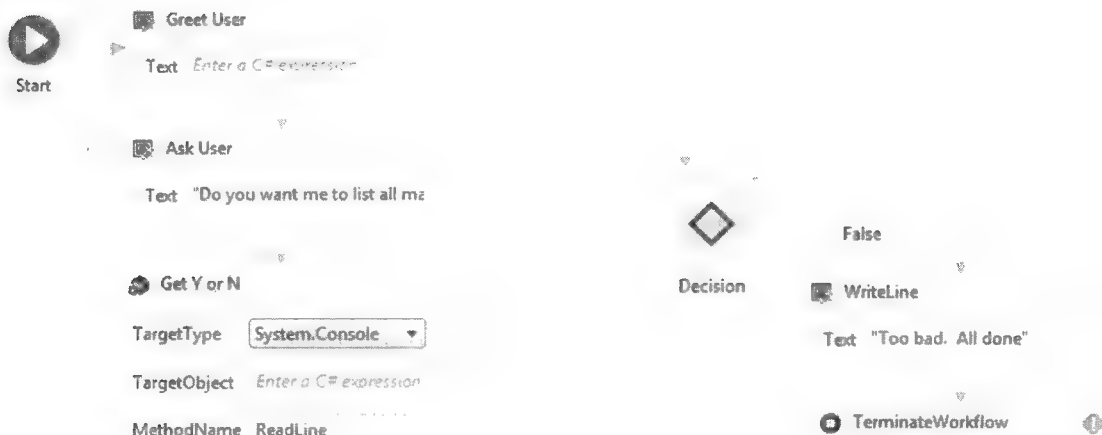 Greet User
Text Enter a C# expression
Start
Ask User
Text "Do you want me to list all ma
Get Y or N
TargetType System.Console
TargetObject Enter a C# expression
MethodName ReadLine
Decision
False
WriteLine
Text "Too bad. All done"
TerminateWorkflow